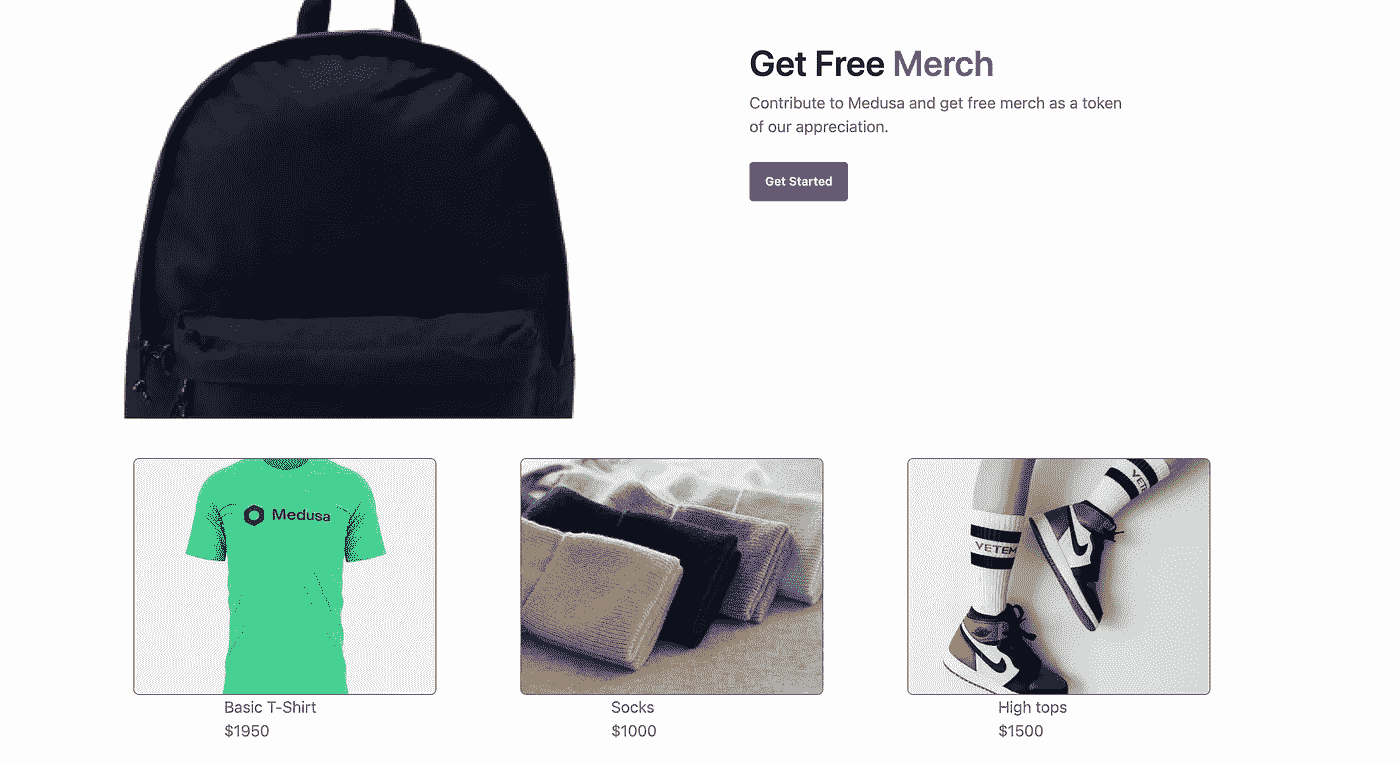 Get Free Merch
Contribute to Medusa and get free merch as a token
of our appreciation.
Get Started
Medusa
VETEM
VETE
Basic T-Shirt
$1950
Socks
$1000
High tops
$1500